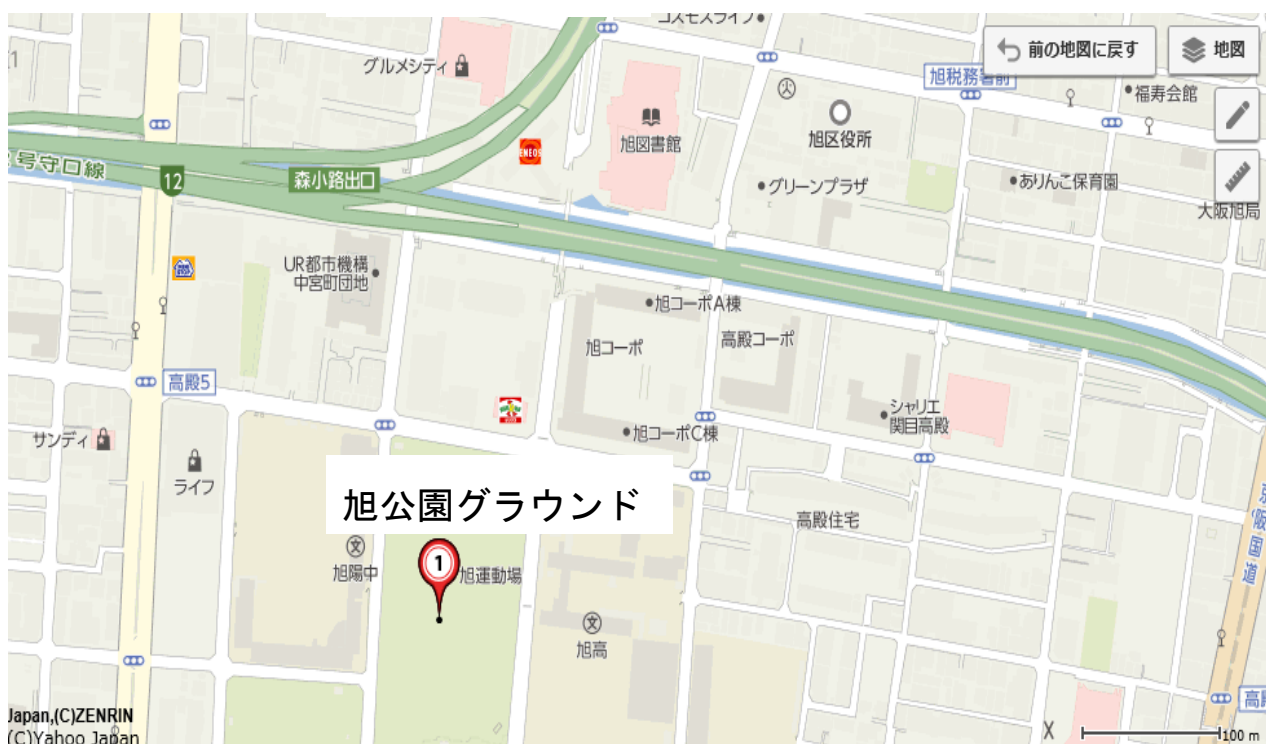 コスモスライフ
前の地図に戻す
地図
グルメシティ
旭税務署前
福寿会館
旭図書館
旭区役所
ENEOS
号守口線
12
森小路出口
グリーンプラザ
ありんこ保育園
大阪旭局
UR都市機構
中宮町団地
旭コーポA棟
旭コーポ
高殿コーポ
高殿5
シャリエ
関目高殿
サンディ
旭コーポC棟
ライフ
旭公園グラウンド
高殿住宅
京阪国道
文
旭陽中
1
旭運動場
文
旭高
Japan,(C)ZENRIN
(C)Yahoo Japan
100 m